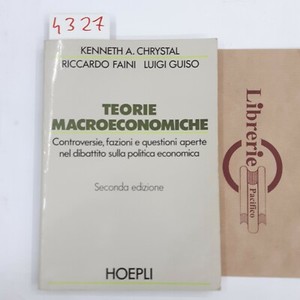 4327
KENNETH A. CHRYSTAL
RICCARDO FAINI LUIGI GUISO
TEORIE
MACROECONOMICHE
Controversie, fazioni e questioni aperte
nel dibattito sulla politica economica
Seconda edizione
HOEPLI
Librerie
Pacifico